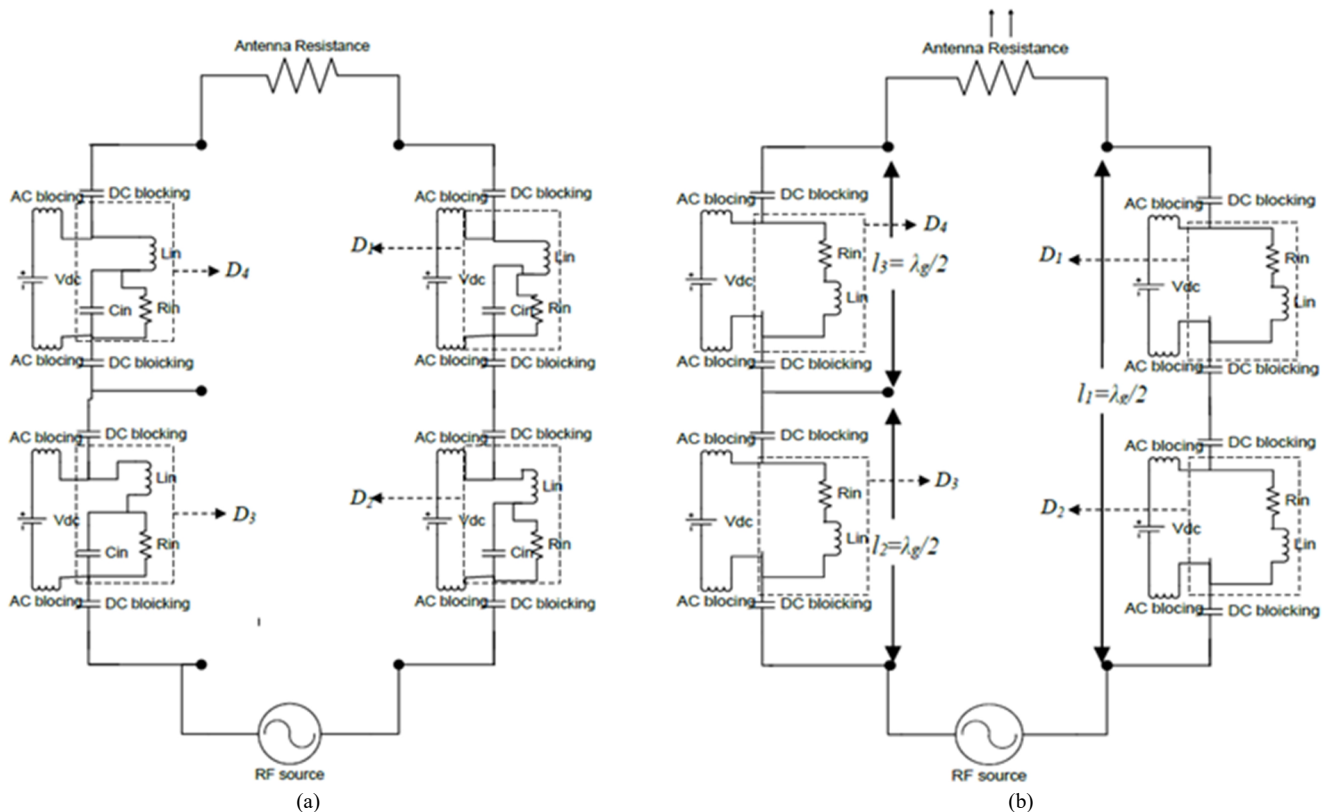 Antenna Resistance
AC blocing
DC blocking
Lin
D4
Vdc
Cin
Rin
AC blocing
DC bloicking
AC blocing
DC blocking
Lin
D3
Vdc
Cin
Rin
AC blocing
DC bloicking
AC blocing
DC blocking
D1
Lin
Vdc
Cin
Rin
AC blocing
DC bloicking
AC blocing
DC blocking
Lin
D2
Vdc
Cin
Rin
AC blocing
DC bloicking
RF source
(a)
Antenna Resistance
AC blocing
DC blocking
D4
Rin
l3= λg/2
Vdc
Lin
AC blocing
DC bloicking
AC blocing
DC blocking
D3
Rin
Vdc
Lin
l2=λg/2
AC blocing
DC bloicking
AC blocing
DC blocking
D1
Rin
Vdc
Lin
AC blocing
DC bloicking
l1=λg/2
AC blocing
DC blocking
Rin
D2
Vdc
Lin
AC blocing
DC bloicking
RF source
(b)